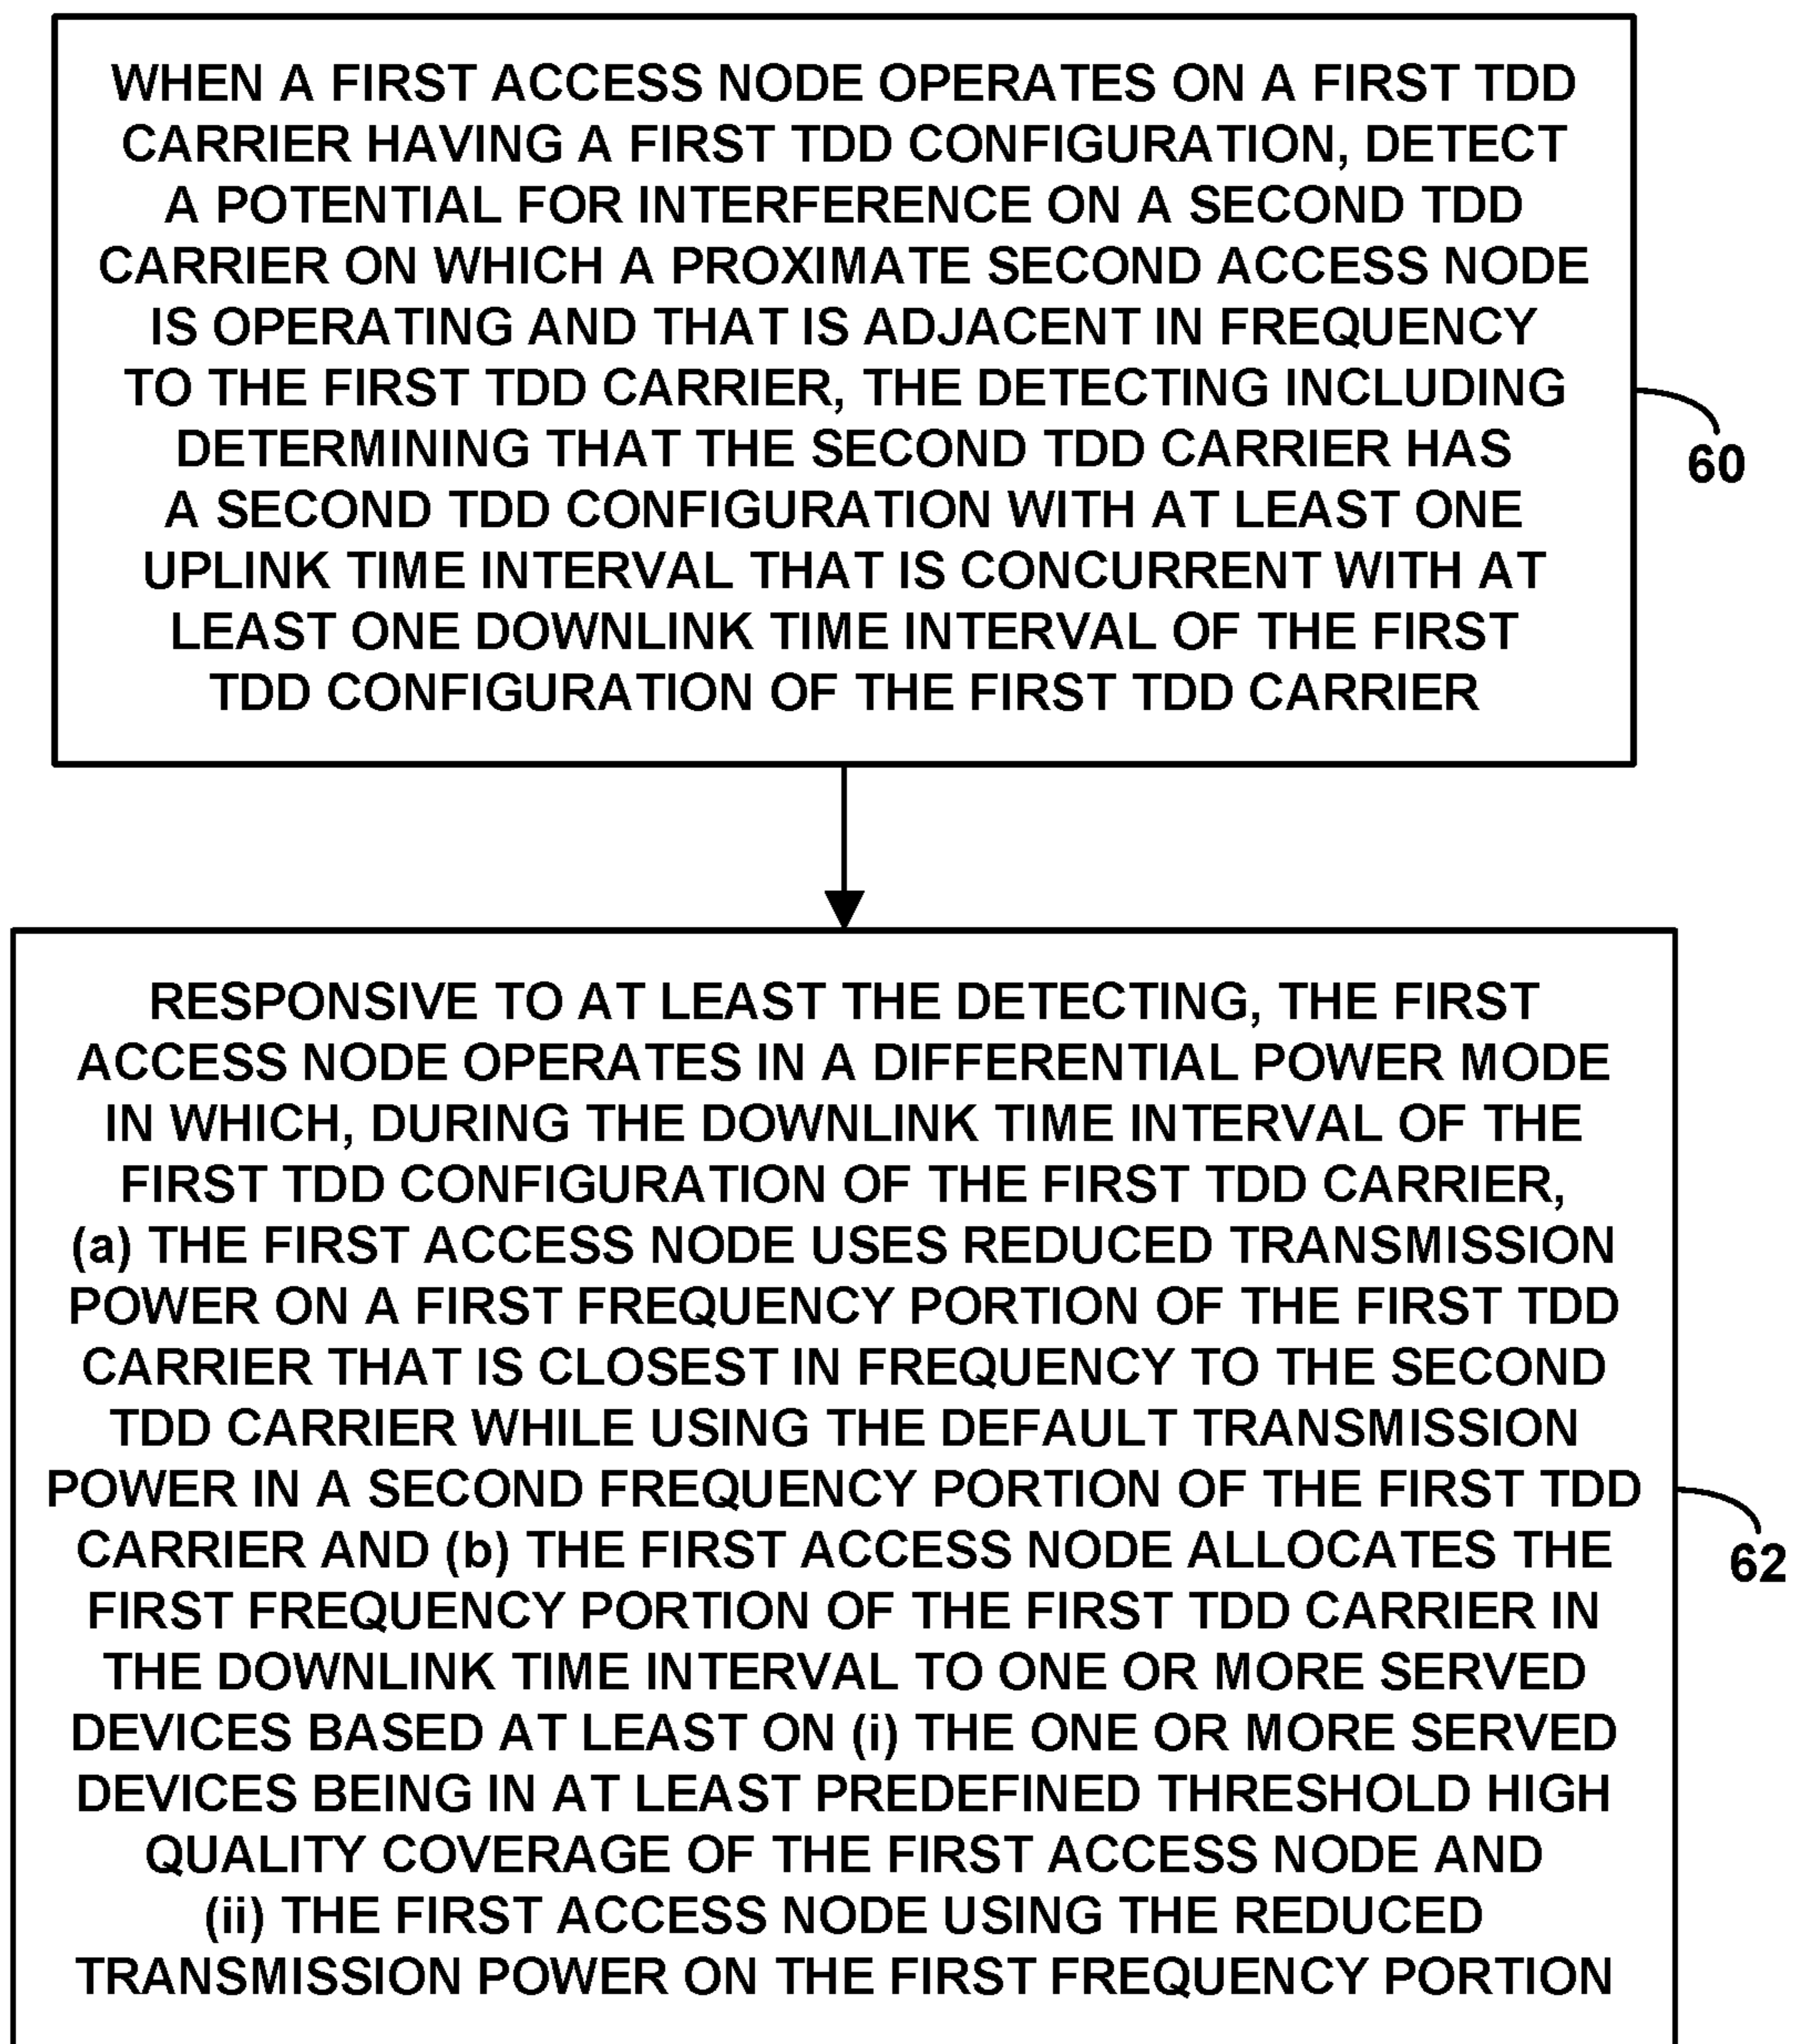 WHEN A FIRST ACCESS NODE OPERATES ON A FIRST TDD
CARRIER HAVING A FIRST TDD CONFIGURATION, DETECT
A POTENTIAL FOR INTERFERENCE ON A SECOND TDD
CARRIER ON WHICH A PROXIMATE SECOND ACCESS NODE
IS OPERATING AND THAT IS ADJACENT IN FREQUENCY
TO THE FIRST TDD CARRIER, THE DETECTING INCLUDING
DETERMINING THAT THE SECOND TDD CARRIER HAS
A SECOND TDD CONFIGURATION WITH AT LEAST ONE
UPLINK TIME INTERVAL THAT IS CONCURRENT WITH AT
LEAST ONE DOWNLINK TIME INTERVAL OF THE FIRST
TDD CONFIGURATION OF THE FIRST TDD CARRIER
60
RESPONSIVE TO AT LEAST THE DETECTING, THE FIRST
ACCESS NODE OPERATES IN A DIFFERENTIAL POWER MODE
IN WHICH, DURING THE DOWNLINK TIME INTERVAL OF THE
FIRST TDD CONFIGURATION OF THE FIRST TDD CARRIER,
(a) THE FIRST ACCESS NODE USES REDUCED TRANSMISSION
POWER ON A FIRST FREQUENCY PORTION OF THE FIRST TDD
CARRIER THAT IS CLOSEST IN FREQUENCY TO THE SECOND
TDD CARRIER WHILE USING THE DEFAULT TRANSMISSION
POWER IN A SECOND FREQUENCY PORTION OF THE FIRST TDD
CARRIER AND (b) THE FIRST ACCESS NODE ALLOCATES THE
FIRST FREQUENCY PORTION OF THE FIRST TDD CARRIER IN
THE DOWNLINK TIME INTERVAL TO ONE OR MORE SERVED
DEVICES BASED AT LEAST ON (i) THE ONE OR MORE SERVED
DEVICES BEING IN AT LEAST PREDEFINED THRESHOLD HIGH
QUALITY COVERAGE OF THE FIRST ACCESS NODE AND
(ii) THE FIRST ACCESS NODE USING THE REDUCED
TRANSMISSION POWER ON THE FIRST FREQUENCY PORTION
62